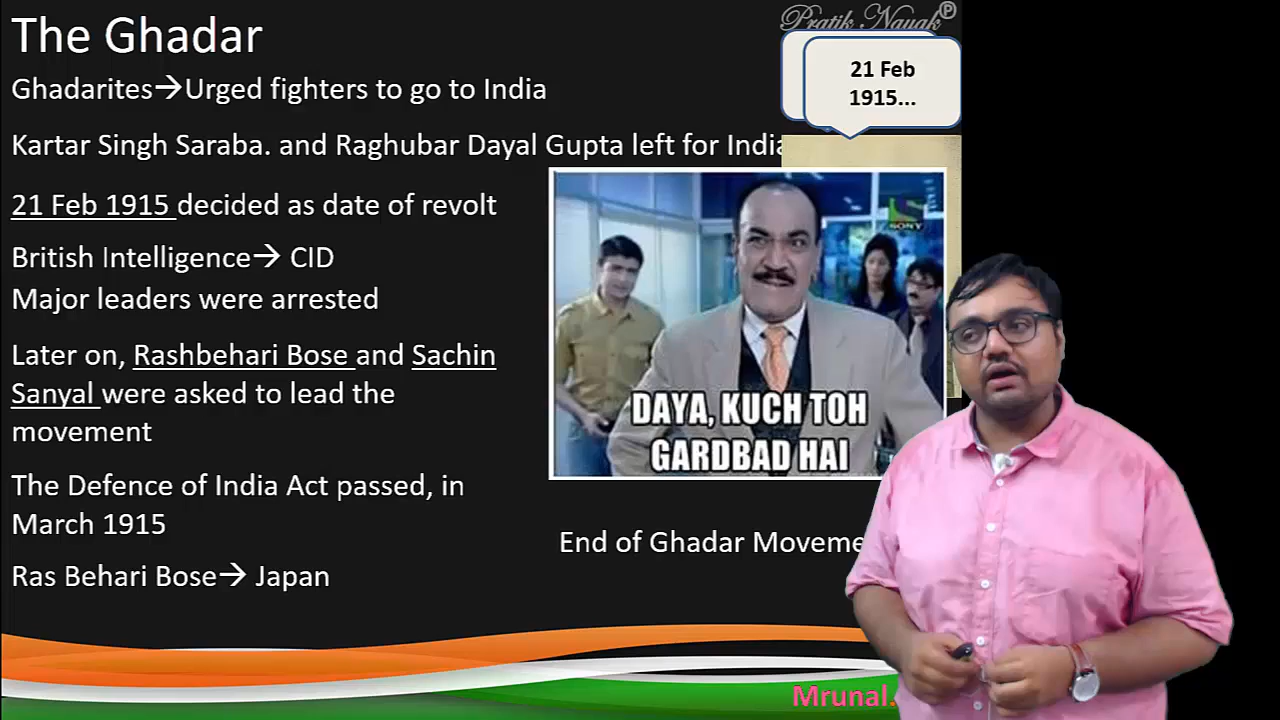 The Ghadar
Pratik Nayak
Ghadarites→Urged fighters to go to India
21 Feb
1915...
Kartar Singh Saraba. and Raghubar Dayal Gupta left for India
21 Feb 1915 decided as date of revolt
SONY
British Intelligence→ CID
Major leaders were arrested
Later on, Rashbehari Bose and Sachin
Sanyal were asked to lead the
movement
DAYA, KUCH TOH
GARDBAD HAI
The Defence of India Act passed, in
March 1915
End of Ghadar Moveme
Ras Behari Bose→ Japan
Mrunal.